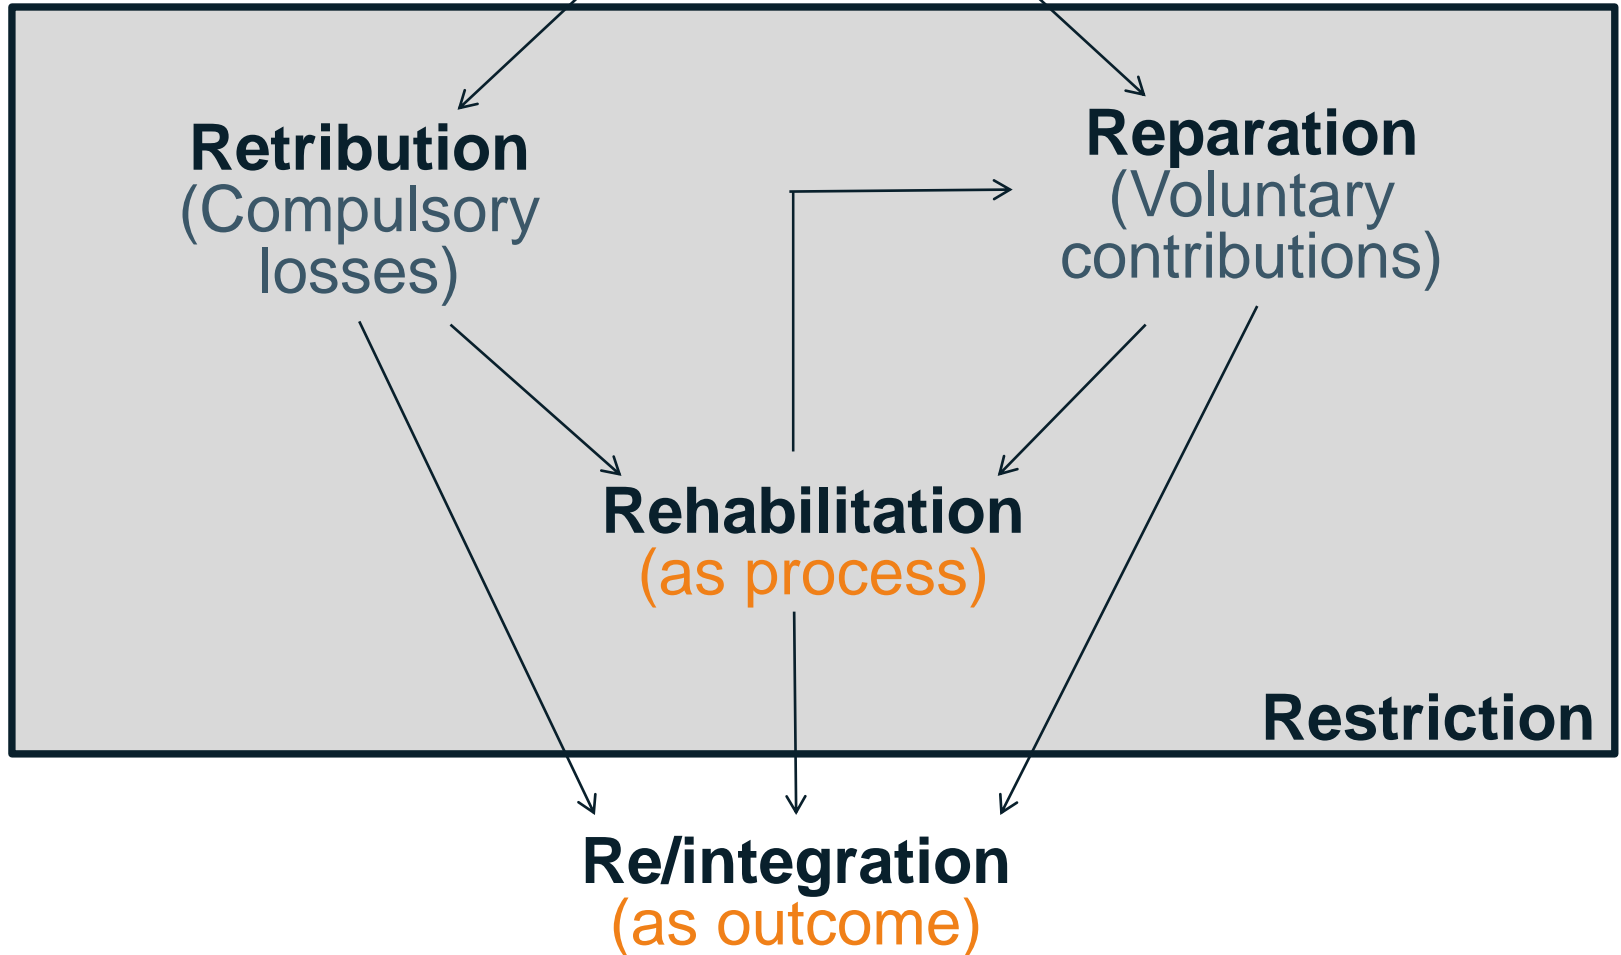 Retribution
(Compulsory
losses)
Reparation
(Voluntary
contributions)
Rehabilitation
(as process)
Restriction
Re/integration
(as outcome)